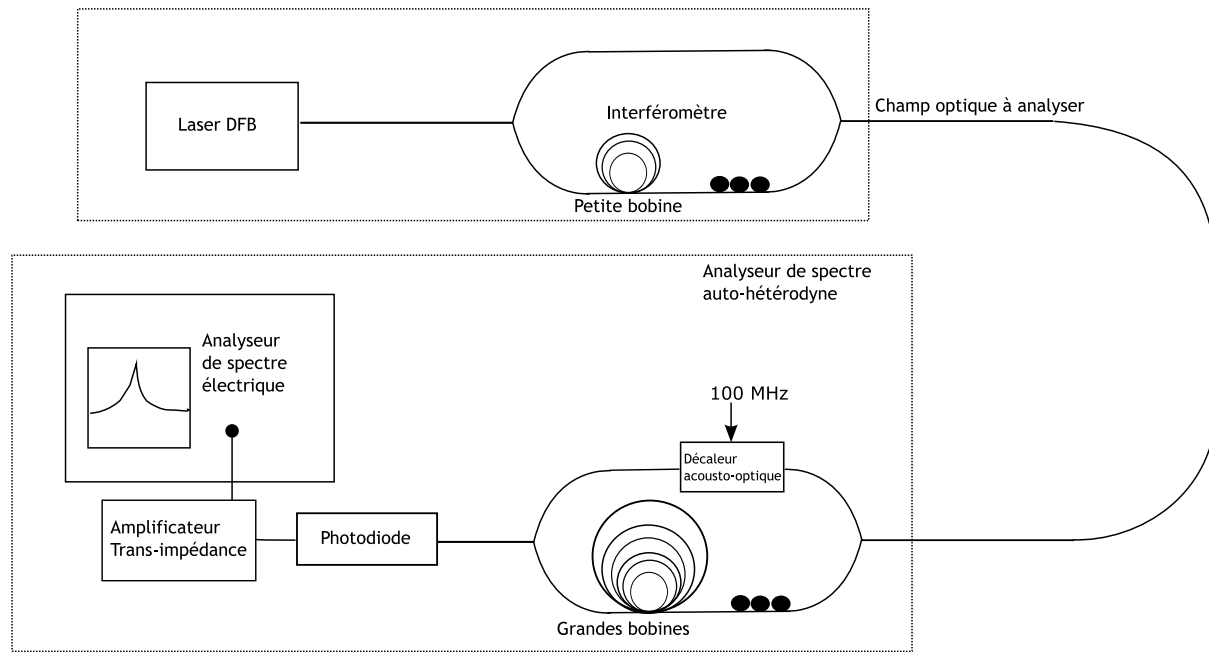 Laser DFB
Interféromètre
Petite bobine
Champ optique à analyser
Analyseur de spectre
auto-hétérodyne
Analyseur
de spectre
électrique
100 MHz
Décaleur
acousto-optique
Amplificateur
Trans-impédance
Photodiode
Grandes bobines